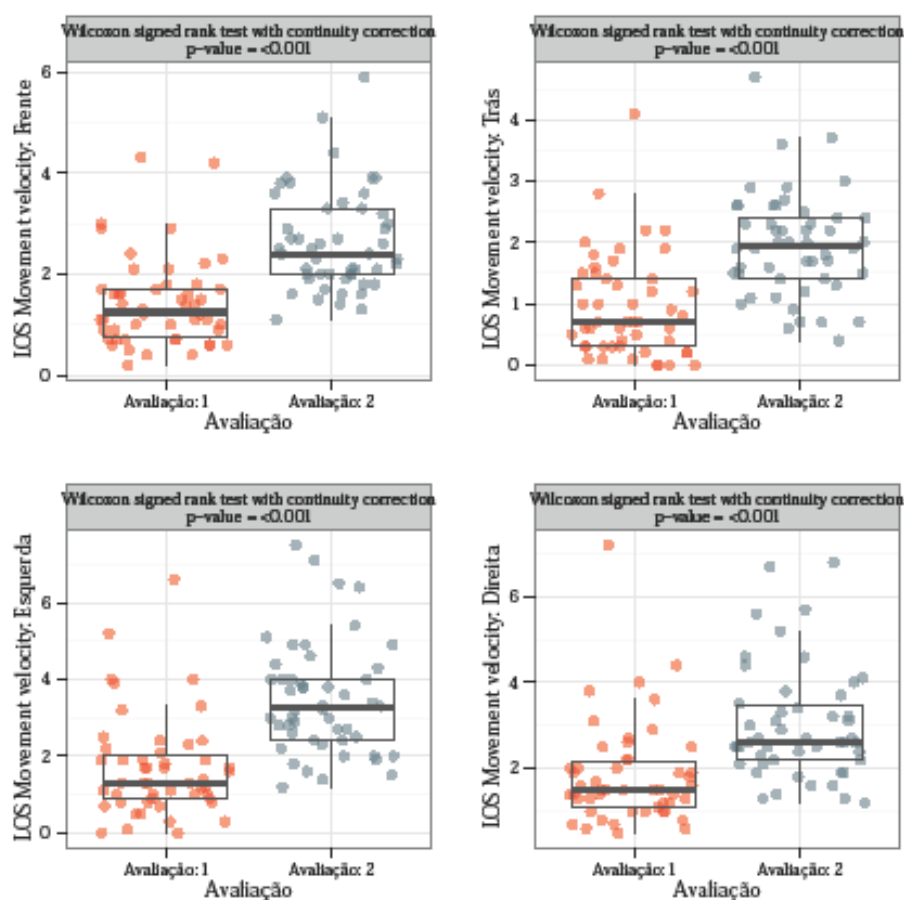 Wilcoxon signed rank test with continuity correction
p-value = <0.001
LOS Movement velocity: Frente
6
4
2
0
Avaliação: 1
Avaliação: 2
Avaliação
Wilcoxon signed rank test with continuity correction
p-value = <0.001
LOS Movement velocity: Trás
4
3
2
1
0
Avaliação: 1
Avaliação: 2
Avaliação
Wilcoxon signed rank test with continuity correction
p-value = <0.001
LOS Movement velocity: Esquerda
6
4
2
0
Avaliação: 1
Avaliação: 2
Avaliação
Wilcoxon signed rank test with continuity correction
p-value = <0.001
LOS Movement velocity: Direita
6
4
2
Avaliação: 1
Avaliação: 2
Avaliação